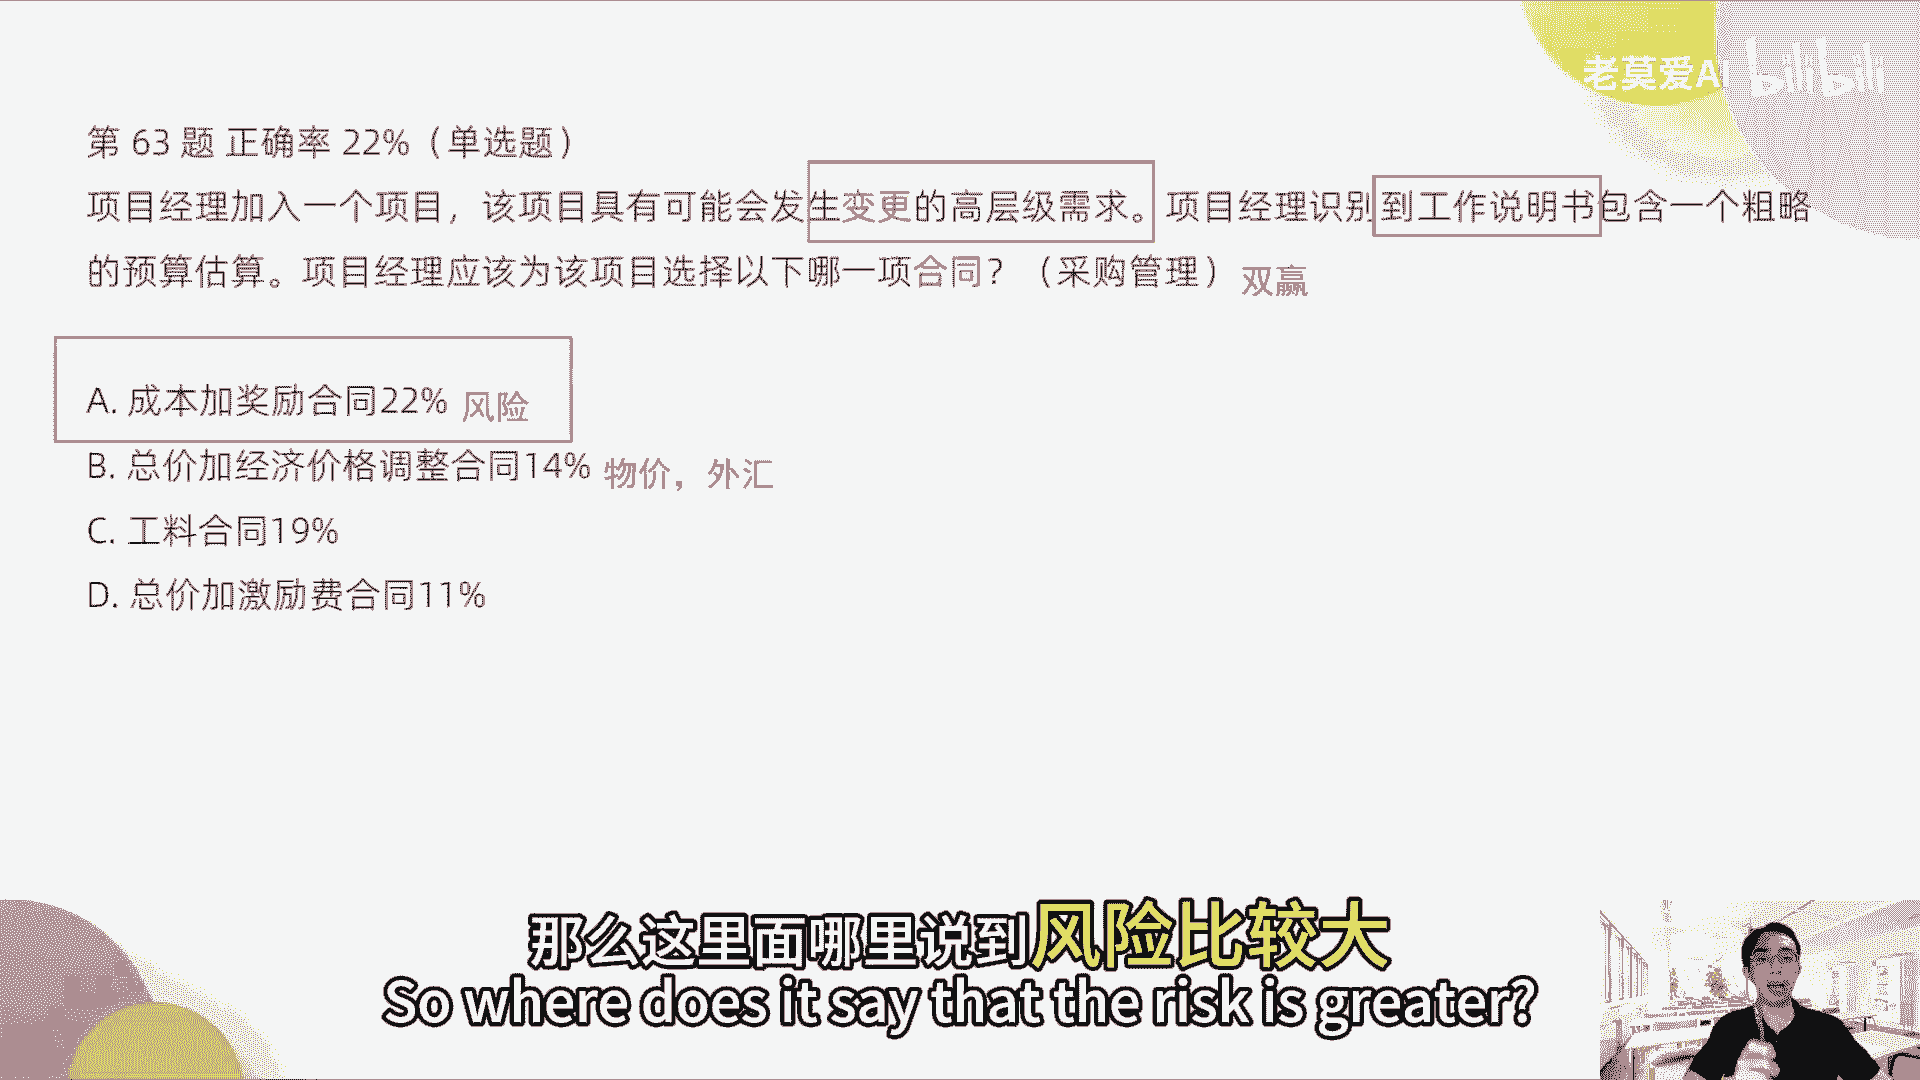 老莫爱AI bilibili
第 63 题 正确率 22%（单选题）
项目经理加入一个项目，该项目具有可能会发生变更的高层级需求。项目经理识别到工作说明书包含一个粗略
的预算估算。项目经理应该为该项目选择以下哪一项合同？（采购管理）双赢
A. 成本加奖励合同22% 风险
B. 总价加经济价格调整合同14% 物价，外汇
C. 工料合同19%
D. 总价加激励费合同11%
那么这里面哪里说到风险比较大
So where does it say that the risk is greater?